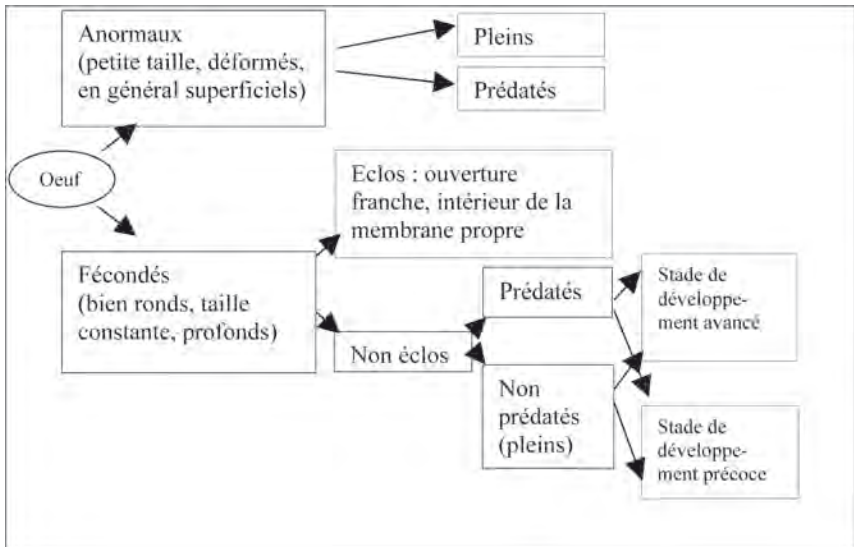 Anormaux
(petite taille, déformés,
en général superficiels)
Pleins
Prédatés
Oeuf
Eclos : ouverture
franche, intérieur de la
membrane propre
Fécondés
(bien ronds, taille
constante, profonds)
Non éclos
Prédatés
Non
prédatés
(pleins)
Stade de
développe-
ment avancé
Stade de
développe-
ment précoce